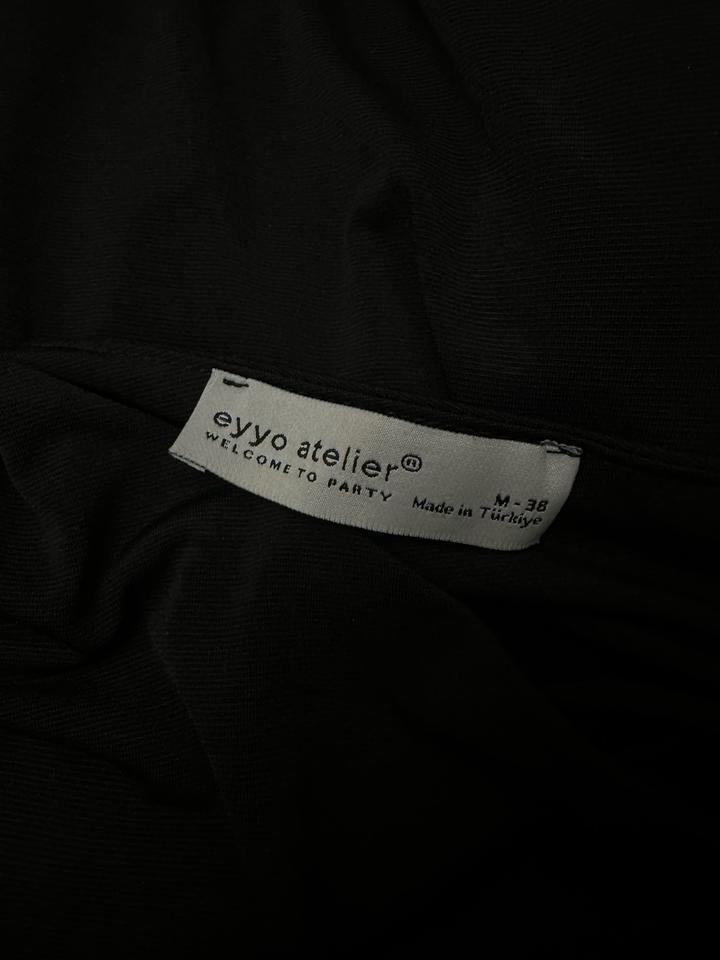 eyyo atelier®
WELCOME TO PARTY
M - 38
Made in Türkiye